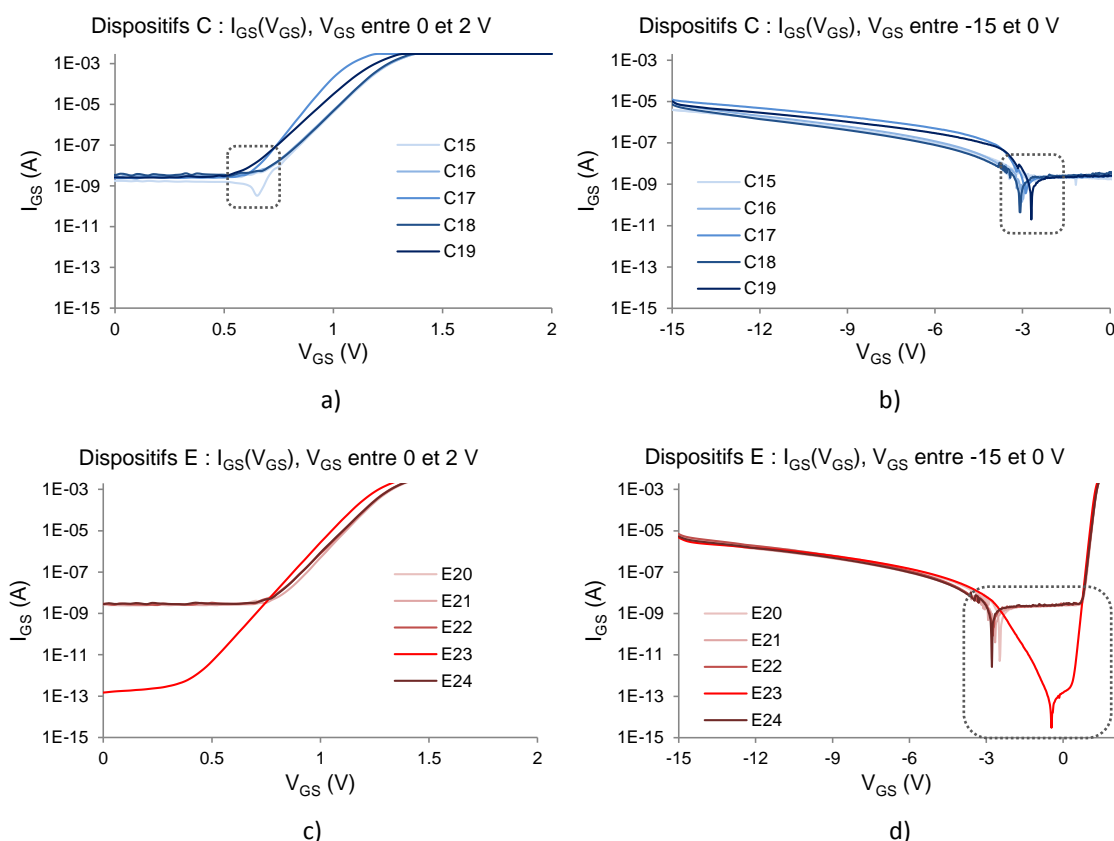 Dispositifs C : IGS(VGS), VGS entre 0 et 2 V
1E-03
1E-05
1E-07
1E-09
1E-11
1E-13
1E-15
IGS (A)
C15
C16
C17
C18
C19
0 0.5 1 1.5 2
VGS (V)
a)
Dispositifs C : IGS(VGS), VGS entre -15 et 0 V
1E-03
1E-05
1E-07
1E-09
1E-11
1E-13
1E-15
IGS (A)
C15
C16
C17
C18
C19
-15 -12 -9 -6 -3 0
VGS (V)
b)
Dispositifs E : IGS(VGS), VGS entre 0 et 2 V
1E-03
1E-05
1E-07
1E-09
1E-11
1E-13
1E-15
IGS (A)
E20
E21
E22
E23
E24
0 0.5 1 1.5 2
VGS (V)
c)
Dispositifs E : IGS(VGS), VGS entre -15 et 0 V
1E-03
1E-05
1E-07
1E-09
1E-11
1E-13
1E-15
IGS (A)
E20
E21
E22
E23
E24
-15 -12 -9 -6 -3 0
VGS (V)
d)